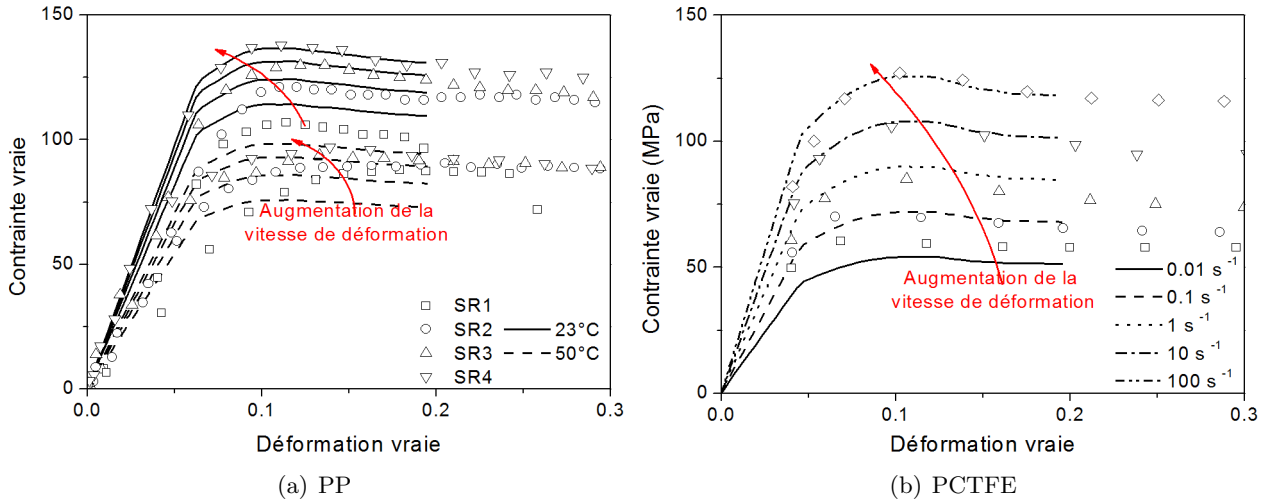 150
100
50
0
0.0
0.1
0.2
0.3
Contrainte vraie
Déformation vraie
Augmentation de la
vitesse de déformation
SR1
SR2
SR3
SR4
23°C
50°C
(a) PP
150
100
50
0
0.0
0.1
0.2
0.3
Contrainte vraie (MPa)
Déformation vraie
Augmentation de la
vitesse de déformation
0.01 s⁻¹
0.1 s⁻¹
1 s⁻¹
10 s⁻¹
100 s⁻¹
(b) PCTFE